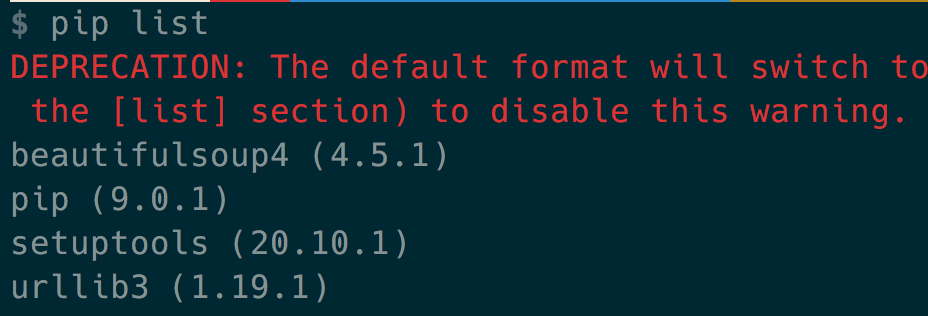 $ pip list
DEPRECATION: The default format will switch to
the [list] section) to disable this warning.
beautifulsoup4 (4.5.1)
pip (9.0.1)
setuptools (20.10.1)
urllib3 (1.19.1)